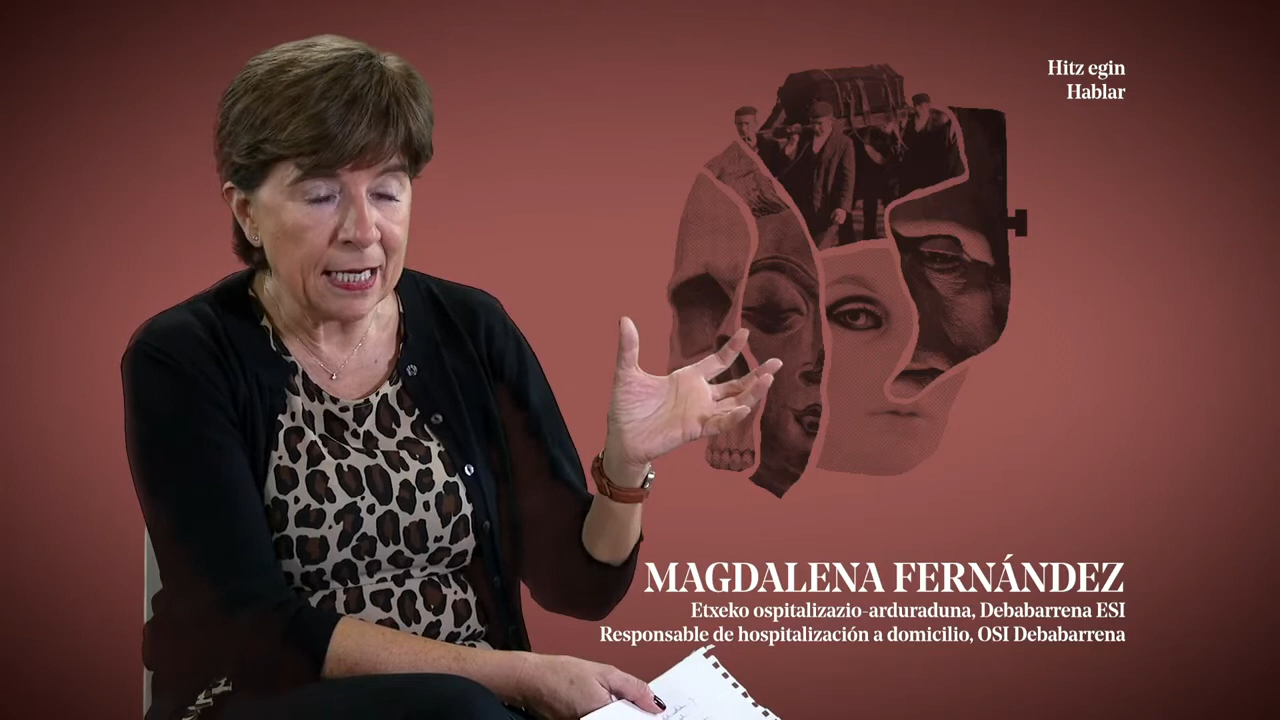 Hitz egin
Hablar
MAGDALENA FERNÁNDEZ
Etxeko ospitalizazio-arduraduna, Debabarrena ESI
Responsable de hospitalización a domicilio, OSI Debabarrena